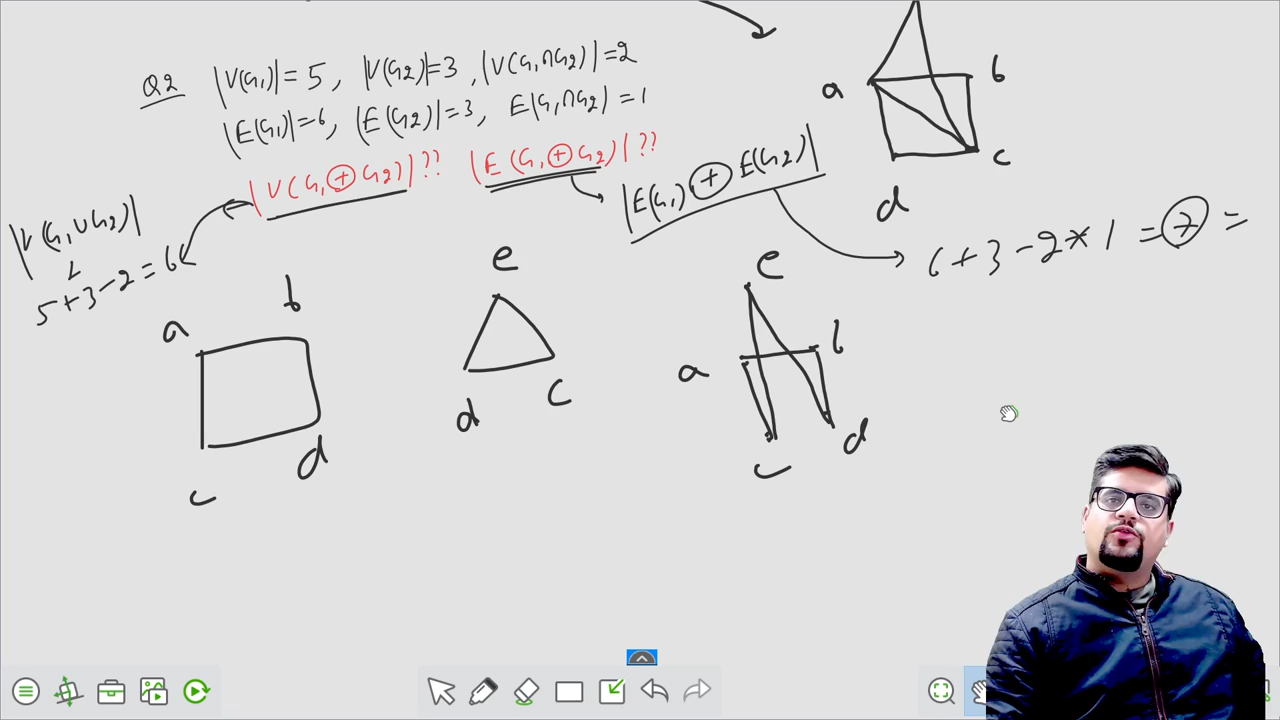 Q2 |V(G₁)| = 5, |V(G₂)|=3, |V(G₁∩G₂)|=2
|E(G₁)|=6, |E(G₂)|=3, E|G₁∩G₂) = 1
|V(G₁⊕G₂)|?? |E(G₁⊕G₂)|??
|E(G₁) ⊕ E(G₂)|
|V(G₁∪G₂)|
5+3-2=6
6+3-2*1=7=
a
b
c
d
a
b
c
d
e
d
c
e
a
b
c
d